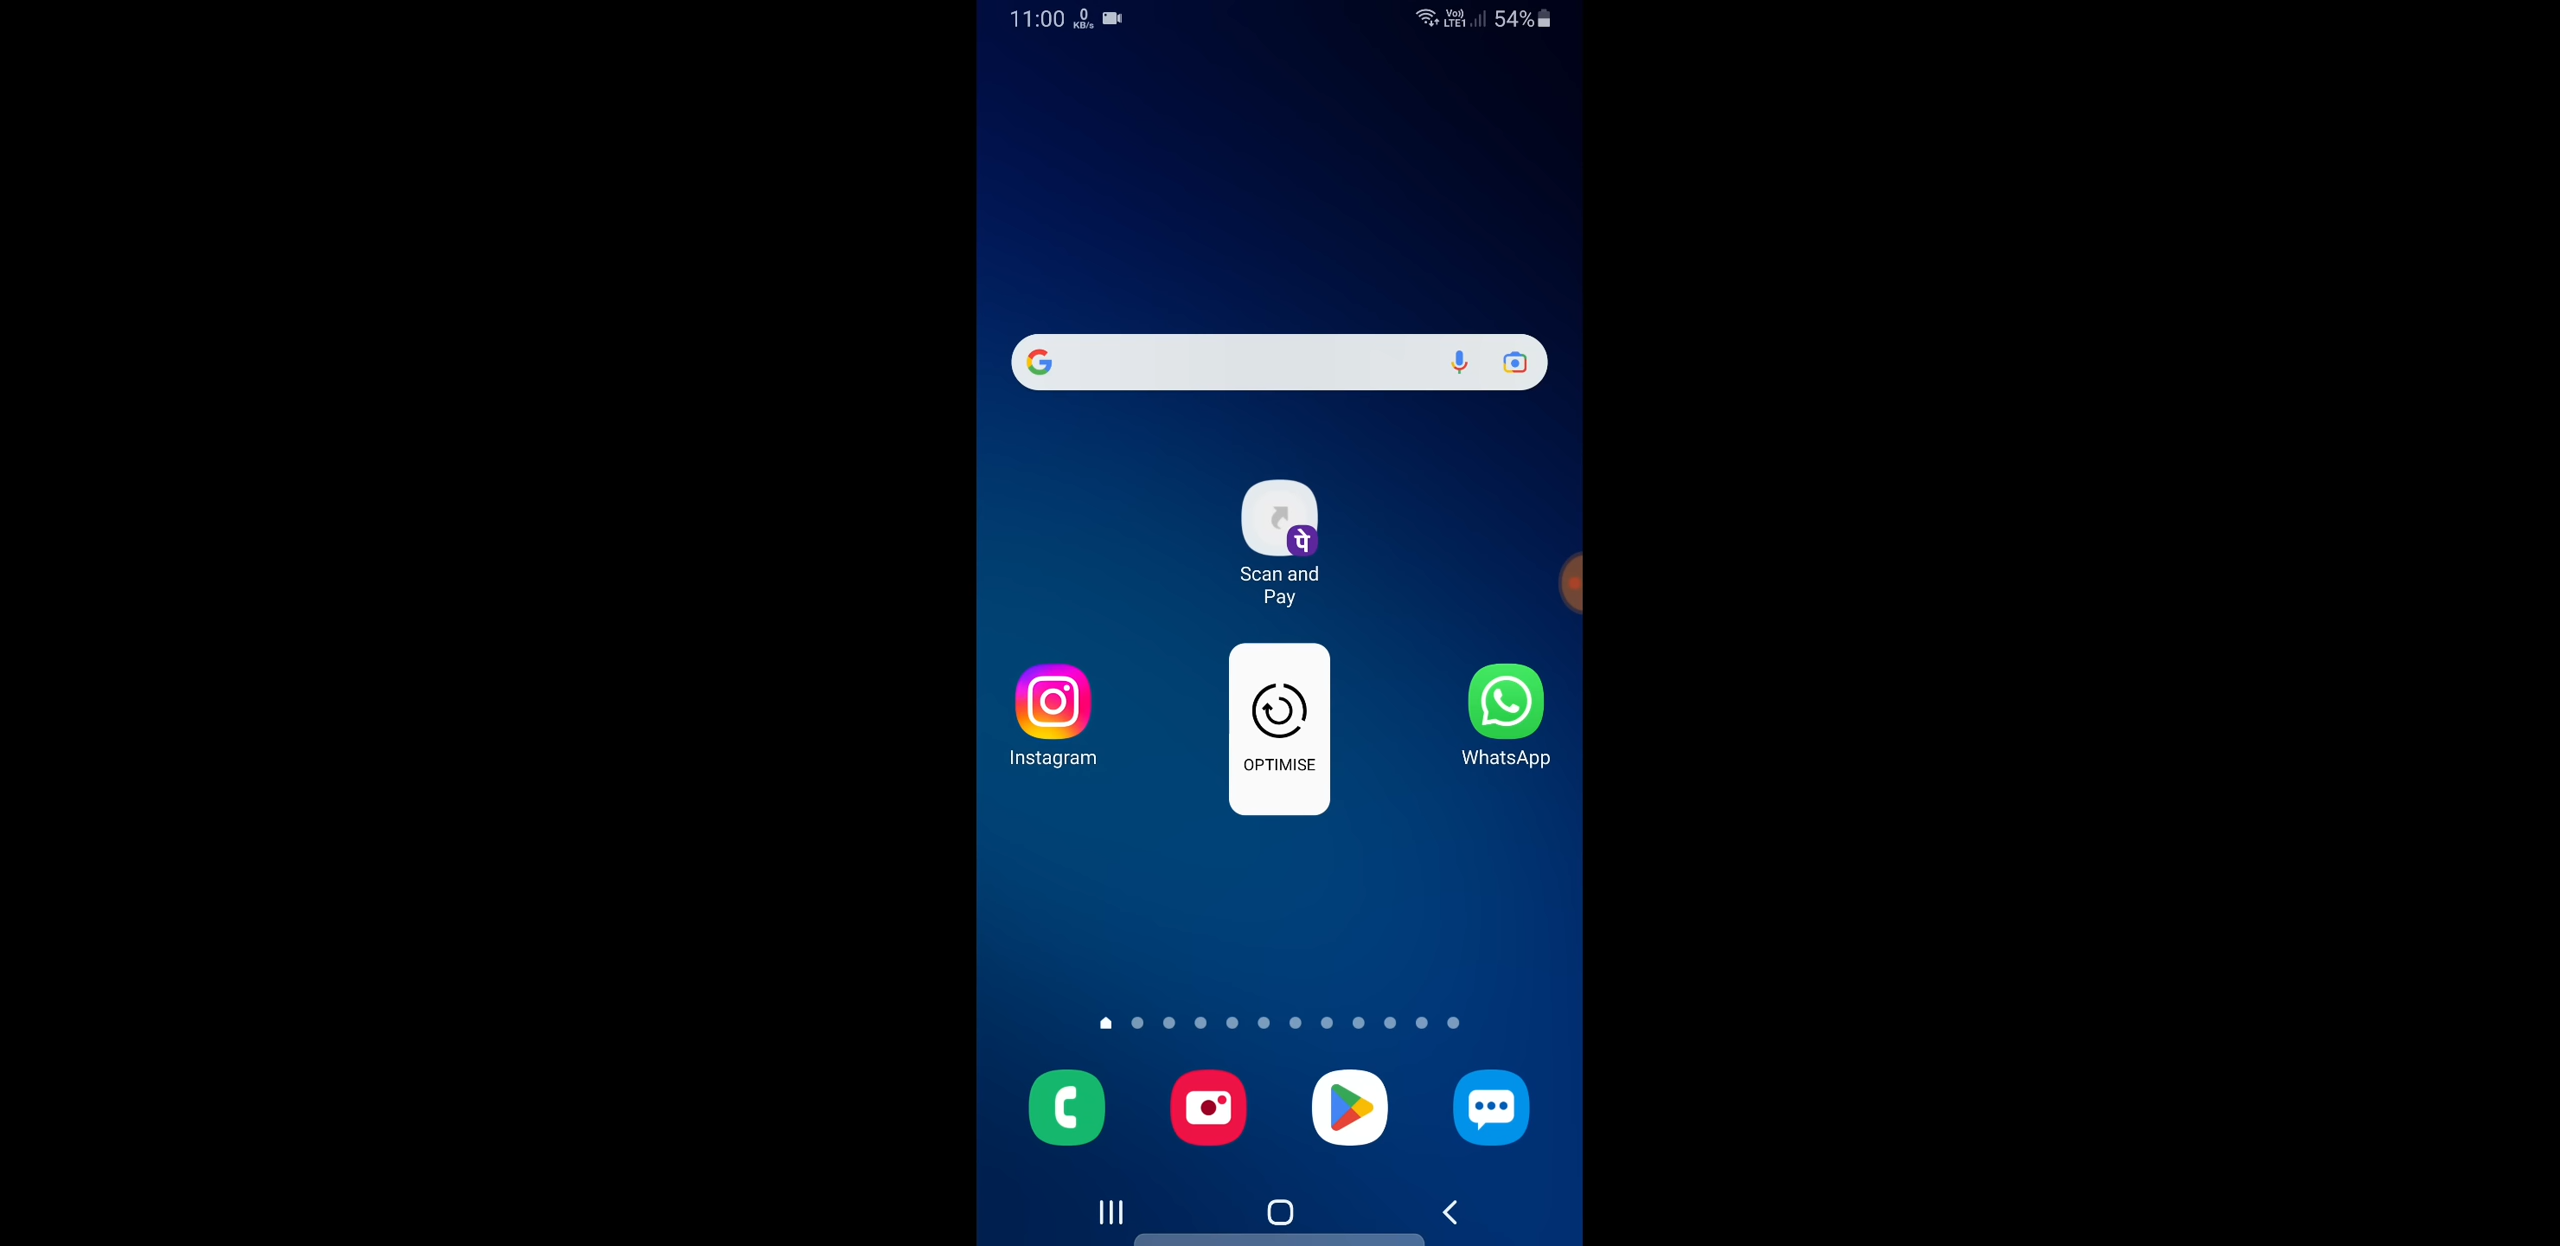 11:00 0 KB/s Vo)) LTE1 54%
पे
Scan and
Pay
OPTIMISE
Instagram WhatsApp